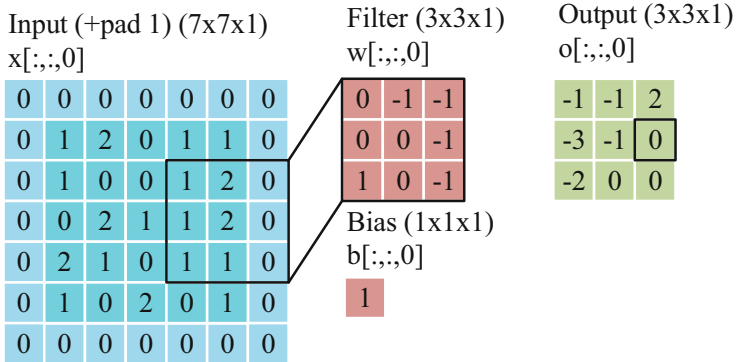 Input (+pad 1) (7x7x1)
x[:,:,0]
0 0 0 0 0 0 0
0 1 2 0 1 1 0
0 1 0 0 1 2 0
0 0 2 1 1 2 0
0 2 1 0 1 1 0
0 1 0 2 0 1 0
0 0 0 0 0 0 0
Filter (3x3x1)
w[:,:,0]
0 -1 -1
0 0 -1
1 0 -1
Bias (1x1x1)
b[:,:,0]
1
Output (3x3x1)
o[:,:,0]
-1 -1 2
-3 -1 0
-2 0 0